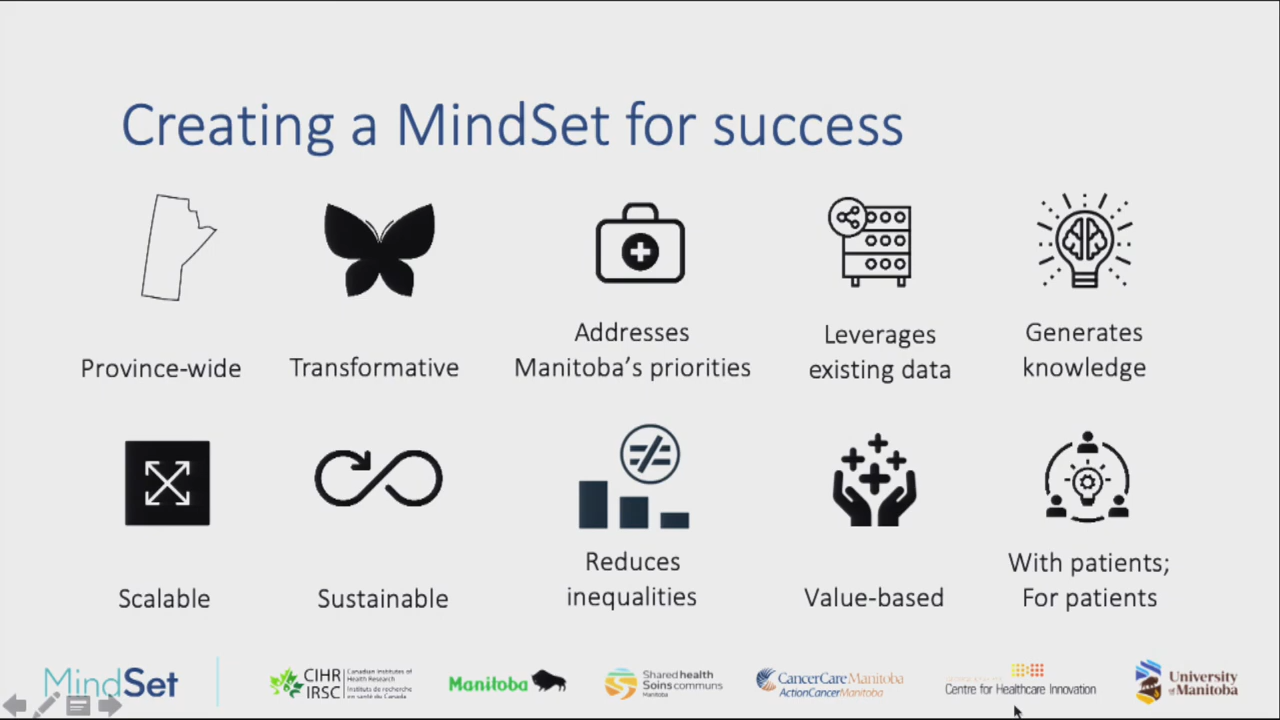 Creating a MindSet for success
Province-wide
Transformative
Addresses
Manitoba's priorities
Leverages
existing data
Generates
knowledge
Scalable
Sustainable
Reduces
inequalities
Value-based
With patients;
For patients
MindSet
CIHR
IRSC
Canadian Institutes of
Health Research
Instituts de recherche
en santé du Canada
Manitoba
Shared health
Soins communs
Manitoba
CancerCare Manitoba
ActionCancer Manitoba
Centre for Healthcare Innovation
University
of Manitoba